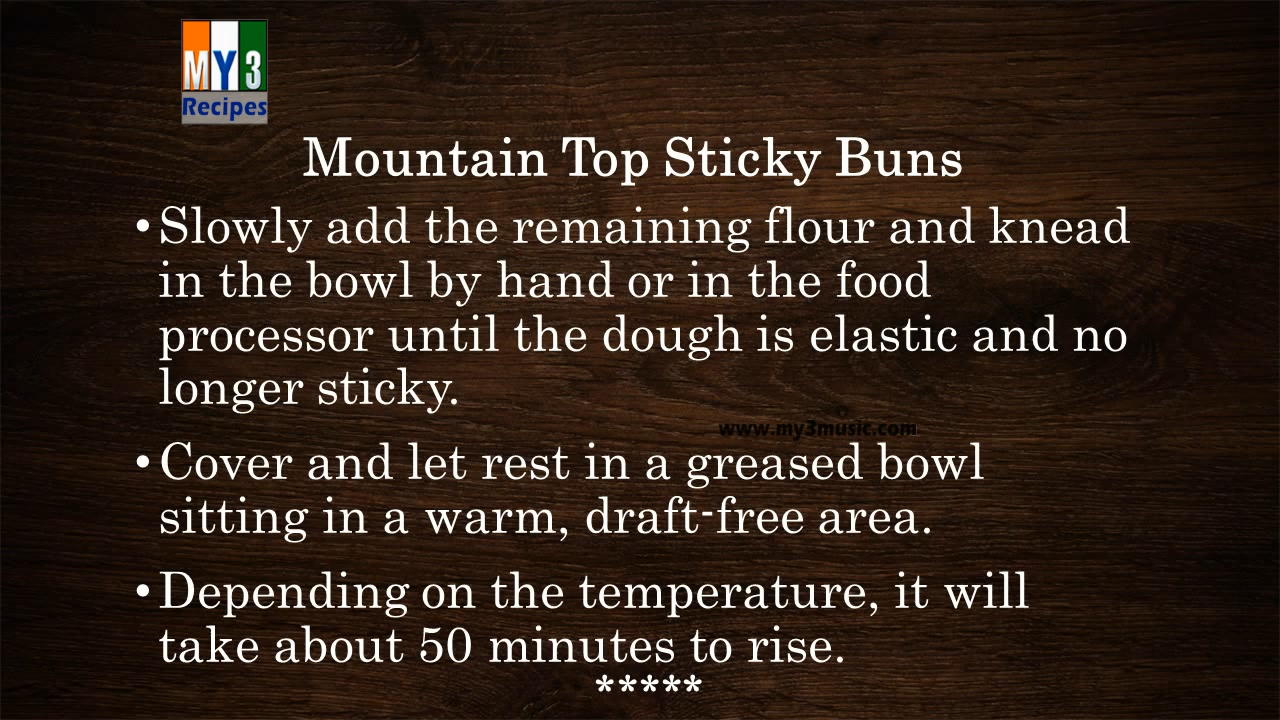 MY3
Recipes
Mountain Top Sticky Buns
• Slowly add the remaining flour and knead
in the bowl by hand or in the food
processor until the dough is elastic and no
longer sticky.
www.my3music.com
• Cover and let rest in a greased bowl
sitting in a warm, draft-free area.
• Depending on the temperature, it will
take about 50 minutes to rise.
*****